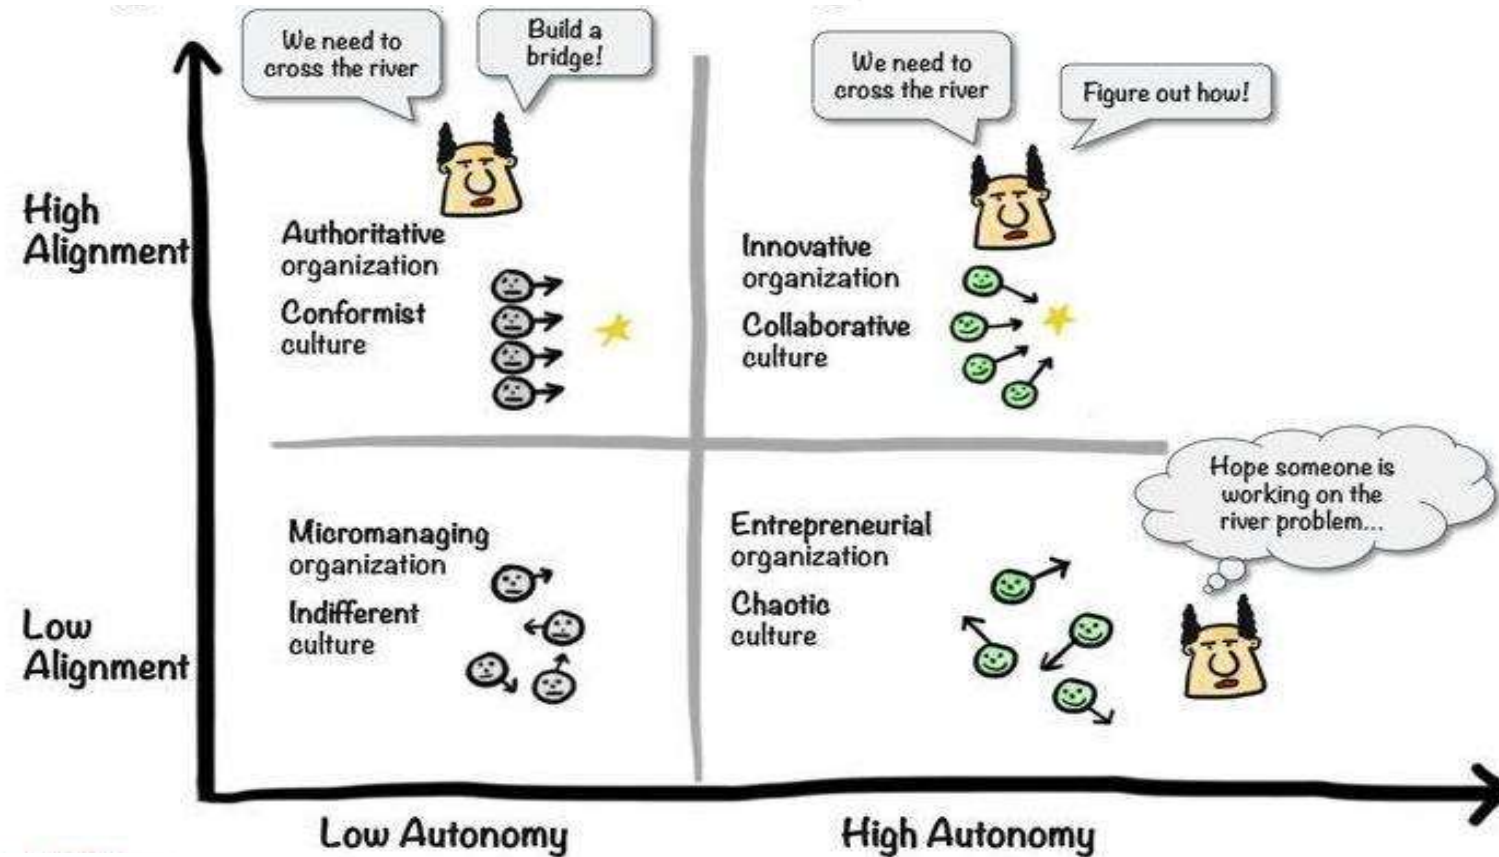 We need to
cross the river
Build a
bridge!
We need to
cross the river
Figure out how!
High
Alignment
Authoritative
organization
Conformist
culture
Innovative
organization
Collaborative
culture
Hope someone is
working on the
river problem...
Low
Alignment
Micromanaging
organization
Indifferent
culture
Entrepreneurial
organization
Chaotic
culture
Low Autonomy
High Autonomy